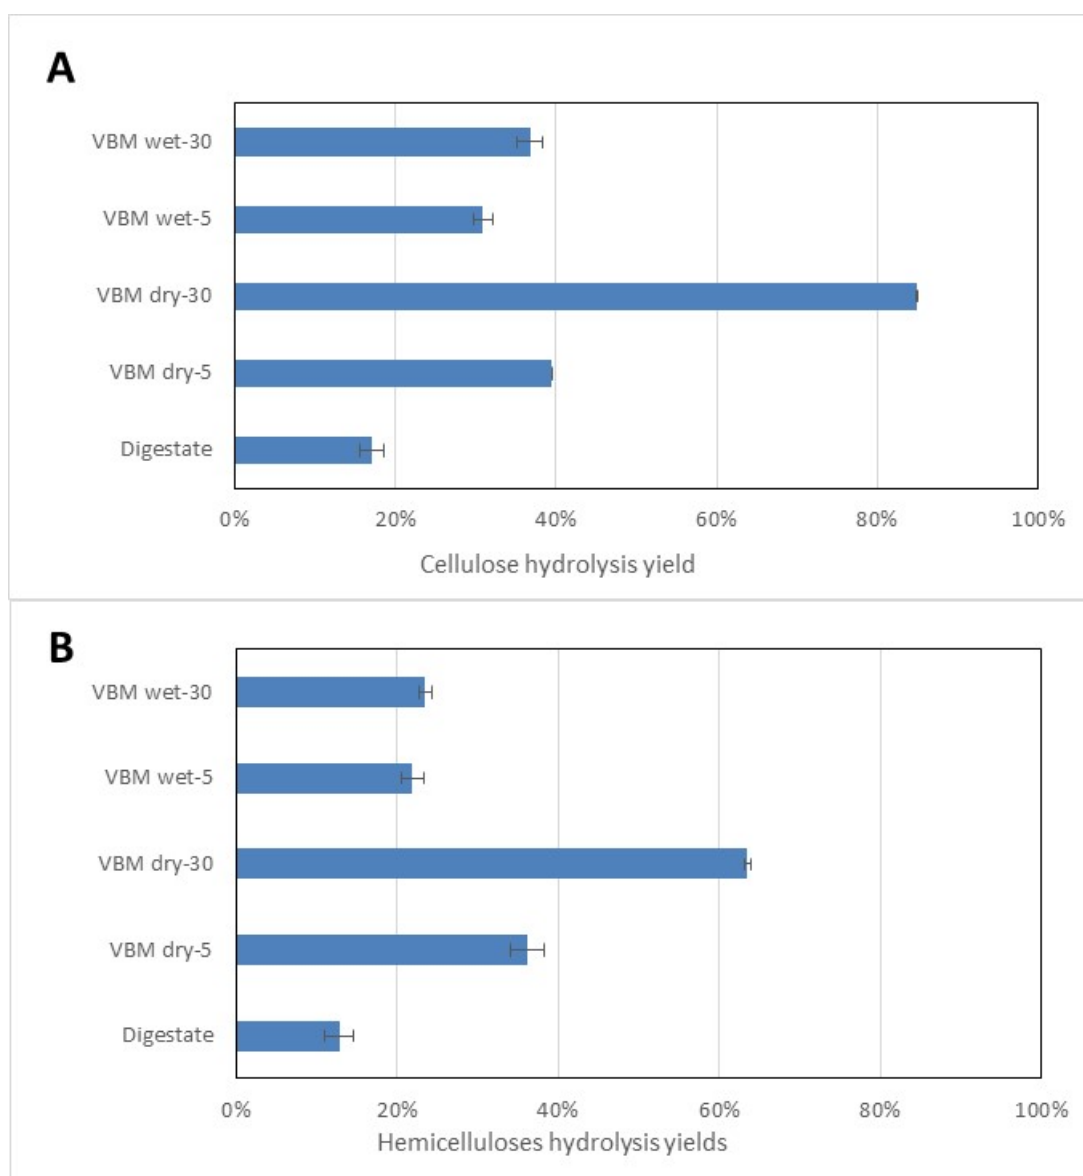 A
VBM wet-30
VBM wet-5
VBM dry-30
VBM dry-5
Digestate
0% 20% 40% 60% 80% 100%
Cellulose hydrolysis yield
B
VBM wet-30
VBM wet-5
VBM dry-30
VBM dry-5
Digestate
0% 20% 40% 60% 80% 100%
Hemicelluloses hydrolysis yields